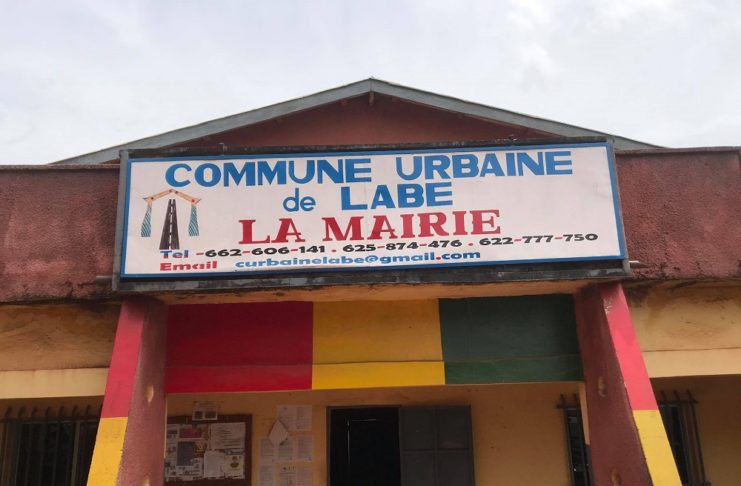 COMMUNE URBAINE
de LABE
LA MAIRIE
Tel -662-606-141 . 625-874-476 . 622-777-750
Email curbainelabe@gmail.com